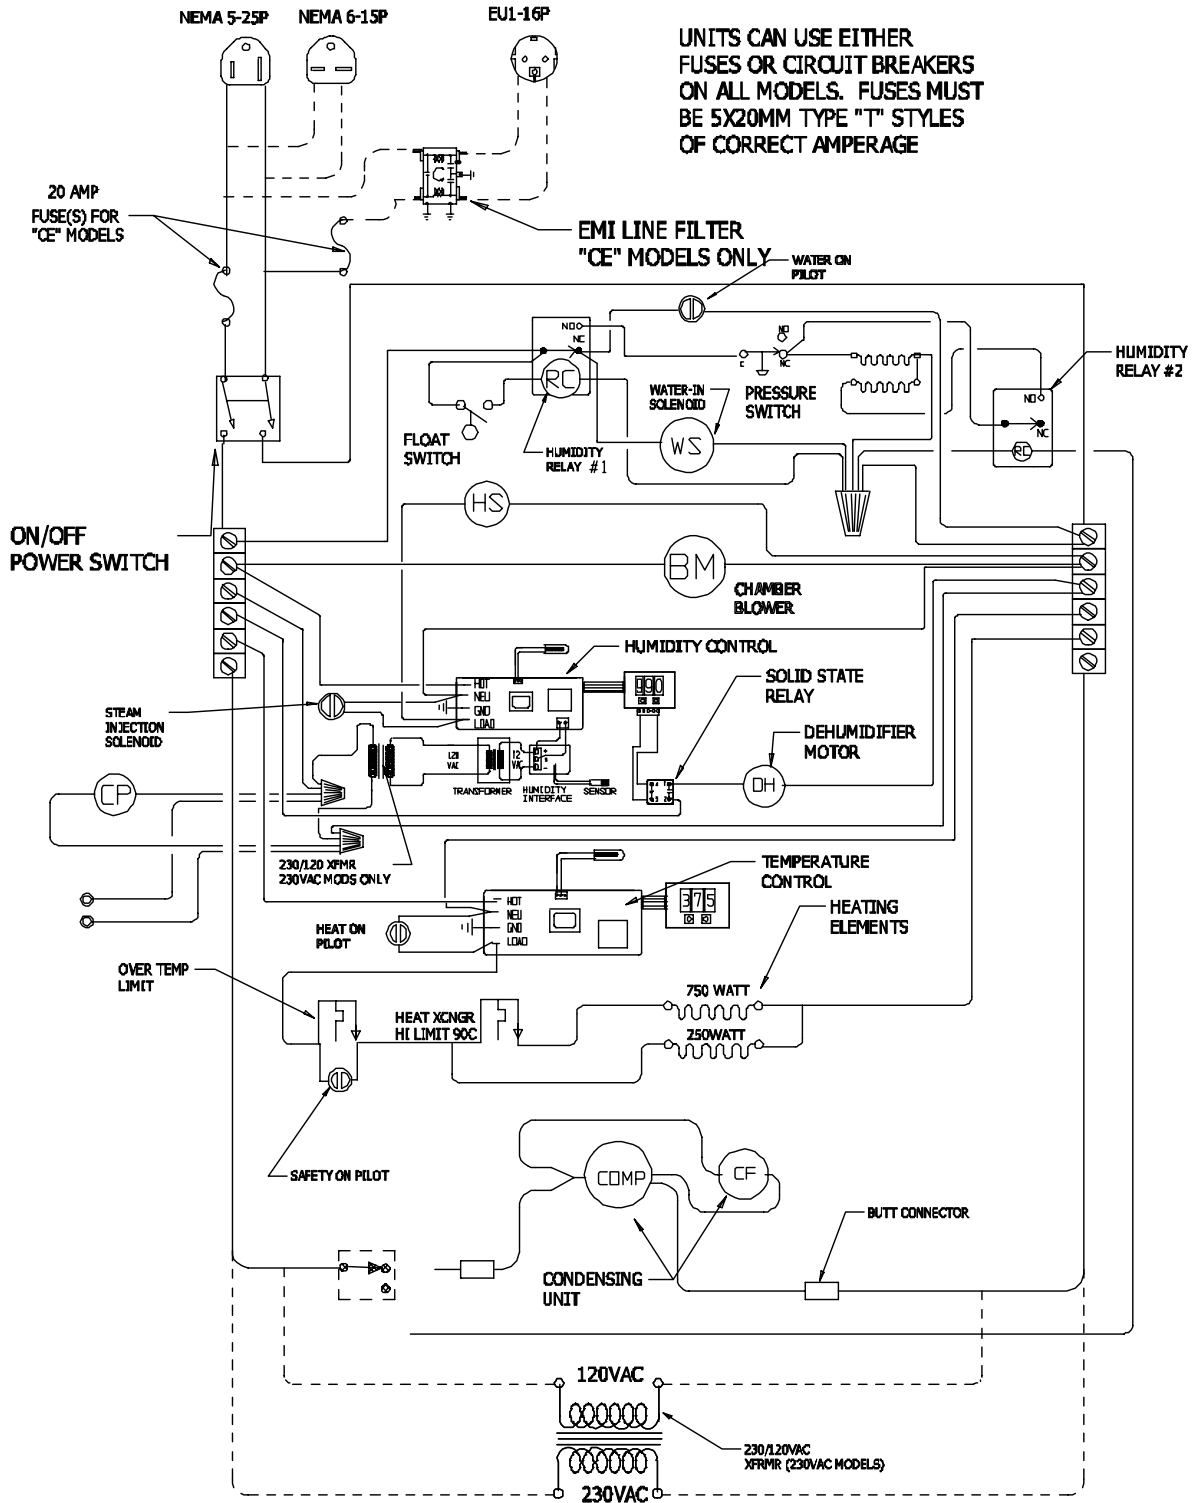 NEMA 5-25P
NEMA 6-15P
EU1-16P
UNITS CAN USE EITHER
FUSES OR CIRCUIT BREAKERS
ON ALL MODELS. FUSES MUST
BE 5X20MM TYPE "T" STYLES
OF CORRECT AMPERAGE
20 AMP
FUSE(S) FOR
"CE" MODELS
EMI LINE FILTER
"CE" MODELS ONLY
WATER ON
PILOT
NO
NC
RC
NO
C
NC
PRESSURE
SWITCH
HUMIDITY
RELAY #2
NO
NC
RC
WATER-IN
SOLENOID
WS
FLOAT
SWITCH
HUMIDITY
RELAY #1
HS
ON/OFF
POWER SWITCH
BM
CHAMBER
BLOWER
HUMIDITY CONTROL
HOT
NEU
GND
LOAD
990
SOLID STATE
RELAY
STEAM
INJECTION
SOLENOID
DEHUMIDIFIER
MOTOR
120
VAC
12
VAC
+
-
TRANSFORMER
HUMIDITY
INTERFACE
SENSOR
DH
CP
230/120 XFMR
230VAC MODS ONLY
TEMPERATURE
CONTROL
HOT
NEU
GND
LOAD
375
HEATING
ELEMENTS
HEAT ON
PILOT
OVER TEMP
LIMIT
750 WATT
HEAT XCNGR
HI LIMIT 90C
250WATT
SAFETY ON PILOT
COMP
CF
BUTT CONNECTOR
CONDENSING
UNIT
120VAC
230/120VAC
XFRMR (230VAC MODELS)
230VAC